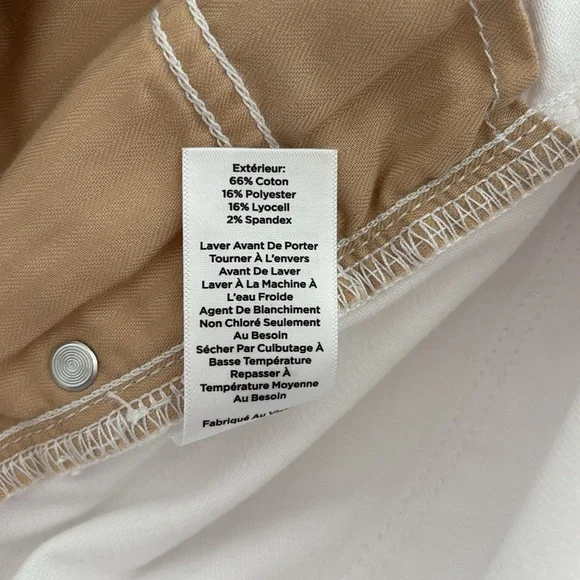 Extérieur:
66% Coton
16% Polyester
16% Lyocell
2% Spandex
Laver Avant De Porter
Tourner À L'envers
Avant De Laver
Laver À La Machine À
L'eau Froide
Agent De Blanchiment
Non Chloré Seulement
Au Besoin
Sécher Par Culbutage À
Basse Température
Repasser À
Température Moyenne
Au Besoin
Fabriqué Au